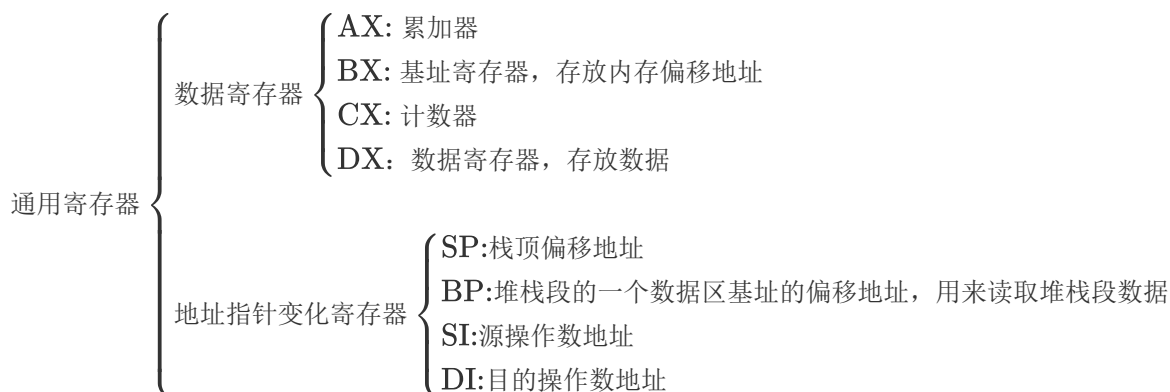 通用寄存器
数据寄存器
AX: 累加器
BX: 基址寄存器，存放内存偏移地址
CX: 计数器
DX：数据寄存器，存放数据
地址指针变化寄存器
SP:栈顶偏移地址
BP:堆栈段的一个数据区基址的偏移地址，用来读取堆栈段数据
SI:源操作数地址
DI:目的操作数地址